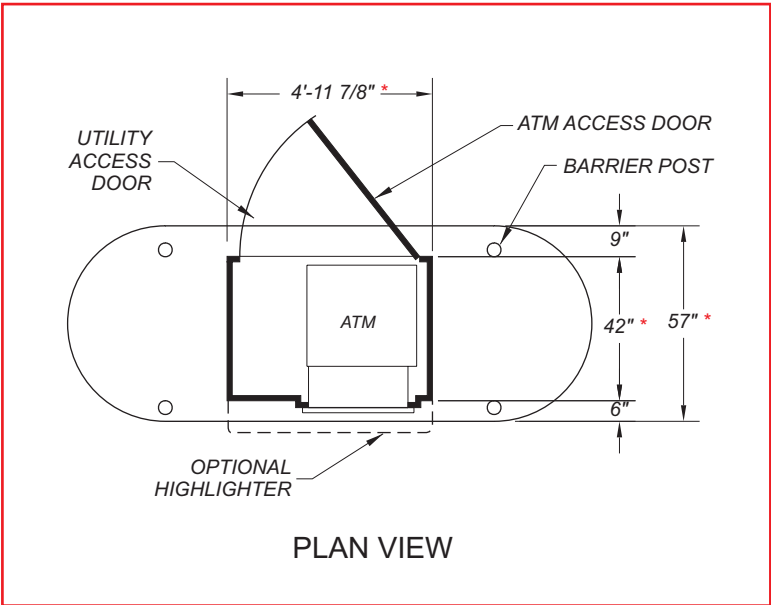 4'-11 7/8" *
UTILITY
ACCESS
DOOR
ATM ACCESS DOOR
BARRIER POST
9"
ATM
42" *
57" *
6"
OPTIONAL
HIGHLIGHTER
PLAN VIEW